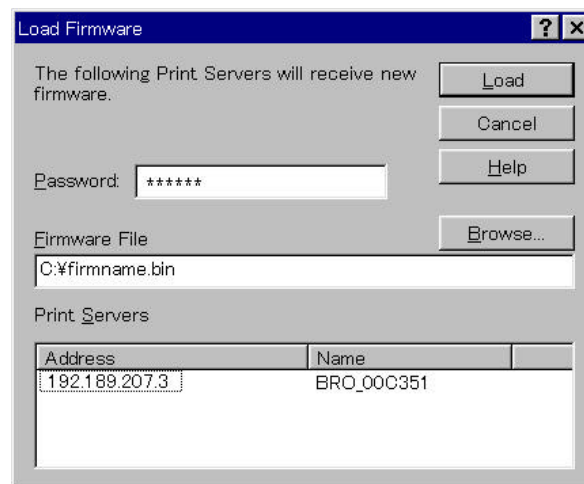 Load Firmware
? ×
The following Print Servers will receive new
firmware.
Load
Cancel
Help
Password: ******
Browse...
Firmware File
C:¥firmname.bin
Print Servers
Address Name
192.189.207.3 BRO_00C351